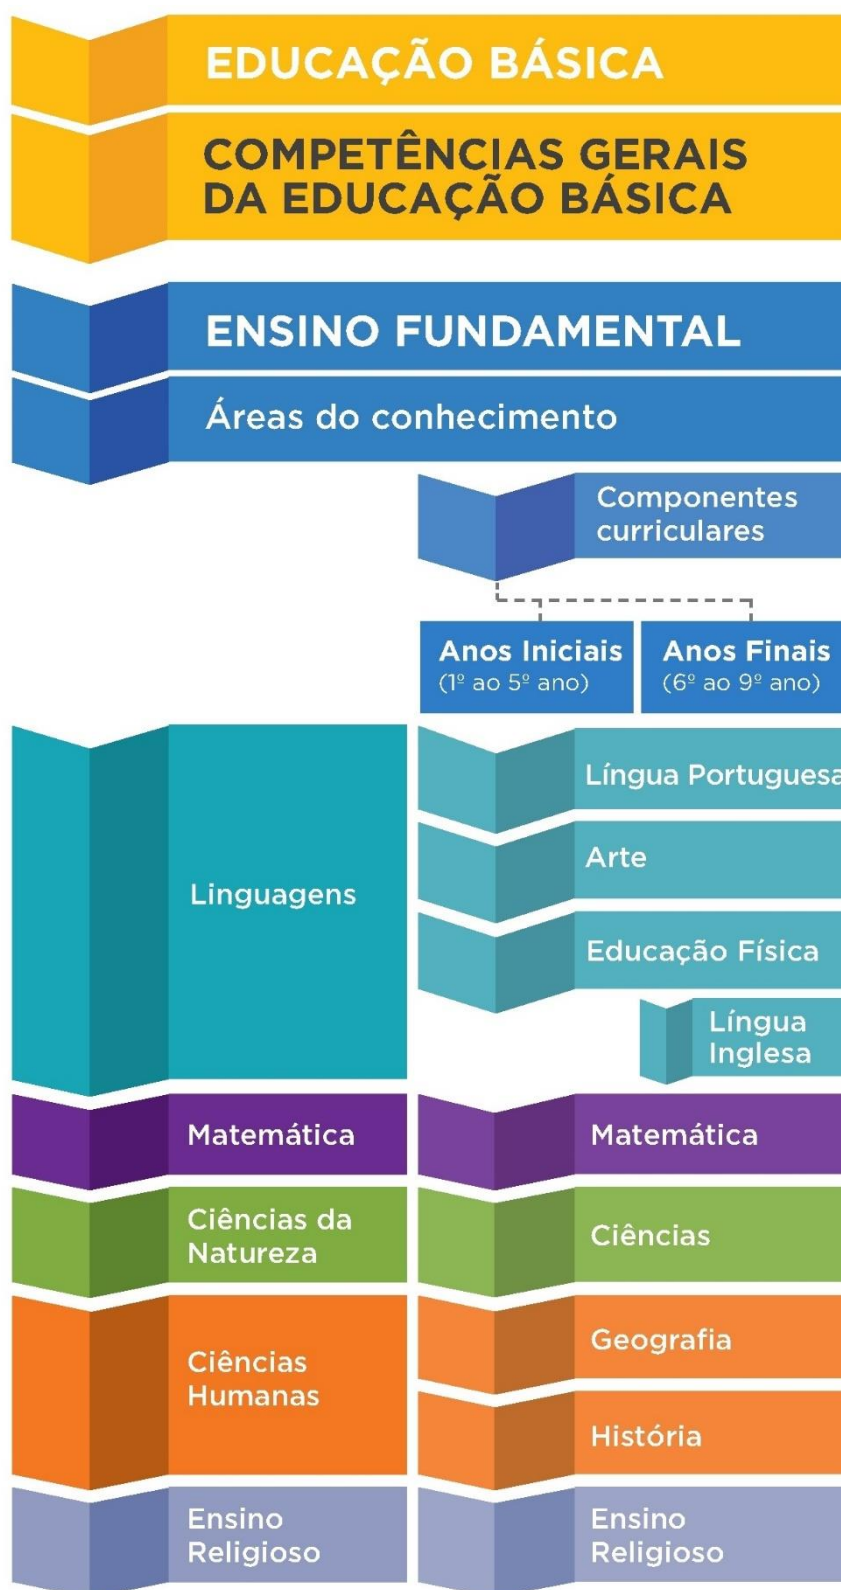 EDUCAÇÃO BÁSICA
COMPETÊNCIAS GERAIS
DA EDUCAÇÃO BÁSICA
ENSINO FUNDAMENTAL
Áreas do conhecimento
Componentes
curriculares
Anos Iniciais
(1º ao 5º ano)
Anos Finais
(6º ao 9º ano)
Linguagens
Língua Portuguesa
Arte
Educação Física
Língua
Inglesa
Matemática
Matemática
Ciências da
Natureza
Ciências
Ciências
Humanas
Geografia
História
Ensino
Religioso
Ensino
Religioso